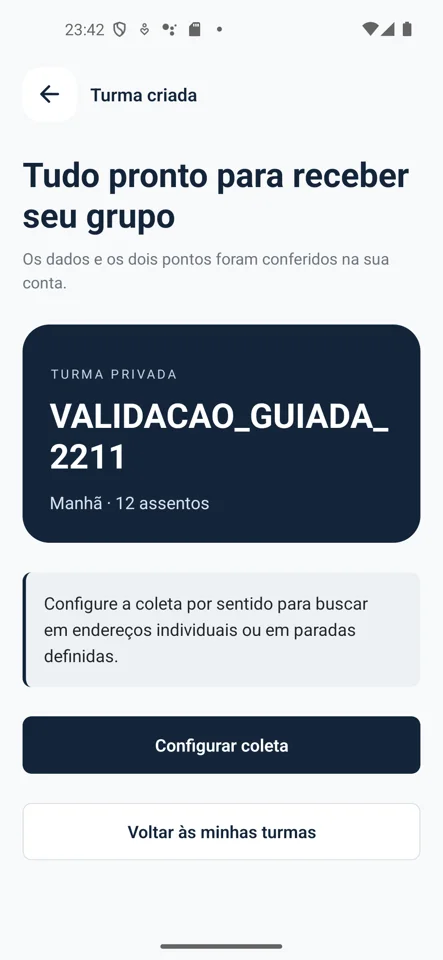 23:42
Turma criada
Tudo pronto para receber
seu grupo
Os dados e os dois pontos foram conferidos na sua
conta.
TURMA PRIVADA
VALIDACAO_GUIADA_
2211
Manhã · 12 assentos
Configure a coleta por sentido para buscar
em endereços individuais ou em paradas
definidas.
Configurar coleta
Voltar às minhas turmas